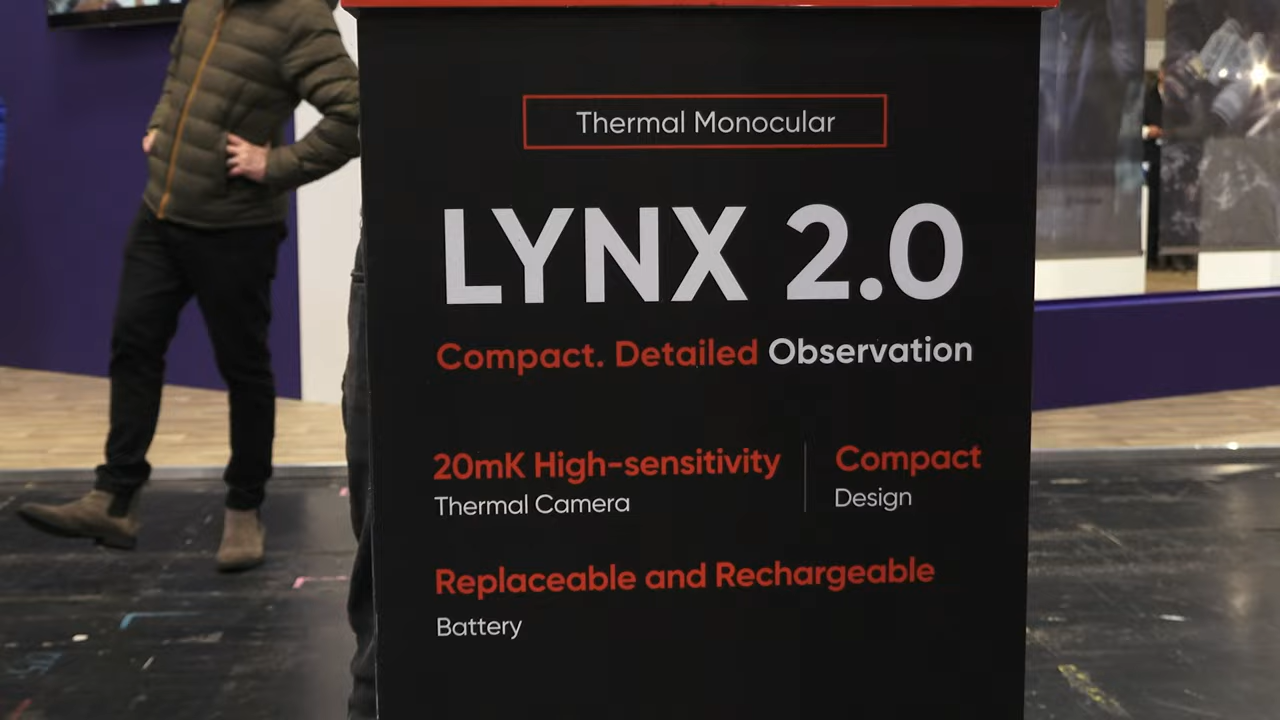 Thermal Monocular
LYNX 2.0
Compact. Detailed Observation
20mK High-sensitivity
Thermal Camera
Compact
Design
Replaceable and Rechargeable
Battery